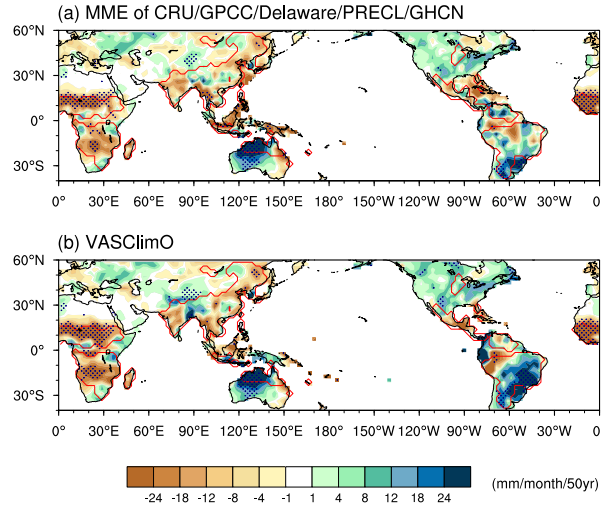 (a) MME of CRU/GPCC/Delaware/PRECL/GHCN
60°N
30°N
0°
30°S
0° 30°E 60°E 90°E 120°E 150°E 180° 150°W 120°W 90°W 60°W 30°W 0
(b) VASClimO
60°N
30°N
0°
30°S
0° 30°E 60°E 90°E 120°E 150°E 180° 150°W 120°W 90°W 60°W 30°W 0
-24 -18 -12 -8 -4 -1 1 4 8 12 18 24 (mm/month/50yr)